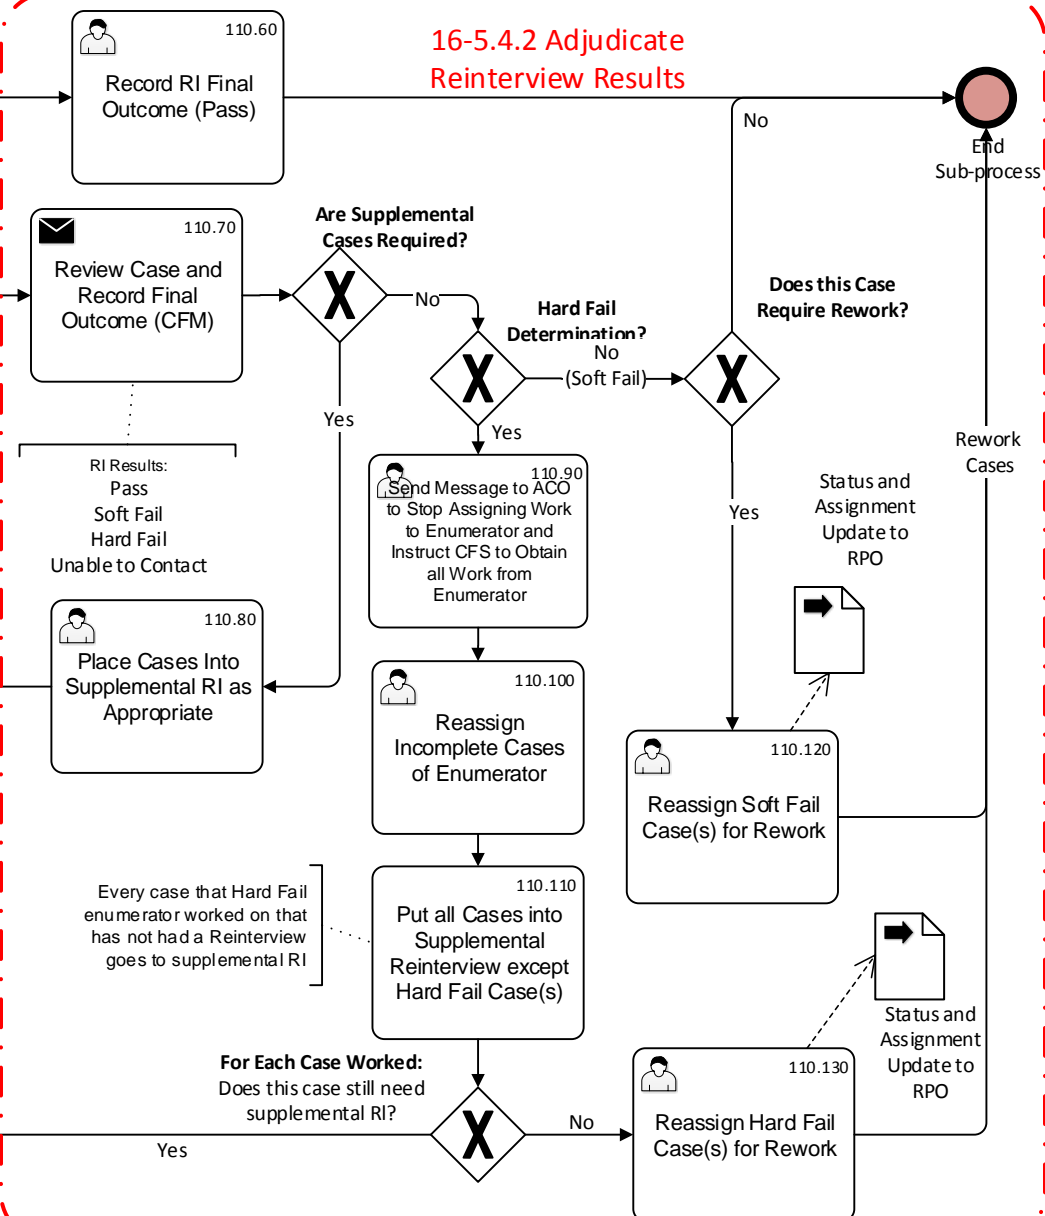 16-5.4.2 Adjudicate
Reinterview Results
110.60
Record RI Final
Outcome (Pass)
No
End
Sub-process
110.70
Review Case and
Record Final
Outcome (CFM)
Are Supplemental
Cases Required?
No
Hard Fail
Determination?
No
(Soft Fail)
Does this Case
Require Rework?
Yes
Yes
Yes
RI Results:
Pass
Soft Fail
Hard Fail
Unable to Contact
110.90
Send Message to ACO
to Stop Assigning Work
to Enumerator and
Instruct CFS to Obtain
all Work from
Enumerator
Rework
Cases
Status and
Assignment
Update to
RPO
110.80
Place Cases Into
Supplemental RI as
Appropriate
110.100
Reassign
Incomplete Cases
of Enumerator
110.120
Reassign Soft Fail
Case(s) for Rework
Every case that Hard Fail
enumerator worked on that
has not had a Reinterview
goes to supplemental RI
110.110
Put all Cases into
Supplemental
Reinterview except
Hard Fail Case(s)
Status and
Assignment
Update to
RPO
For Each Case Worked:
Does this case still need
supplemental RI?
Yes
No
110.130
Reassign Hard Fail
Case(s) for Rework